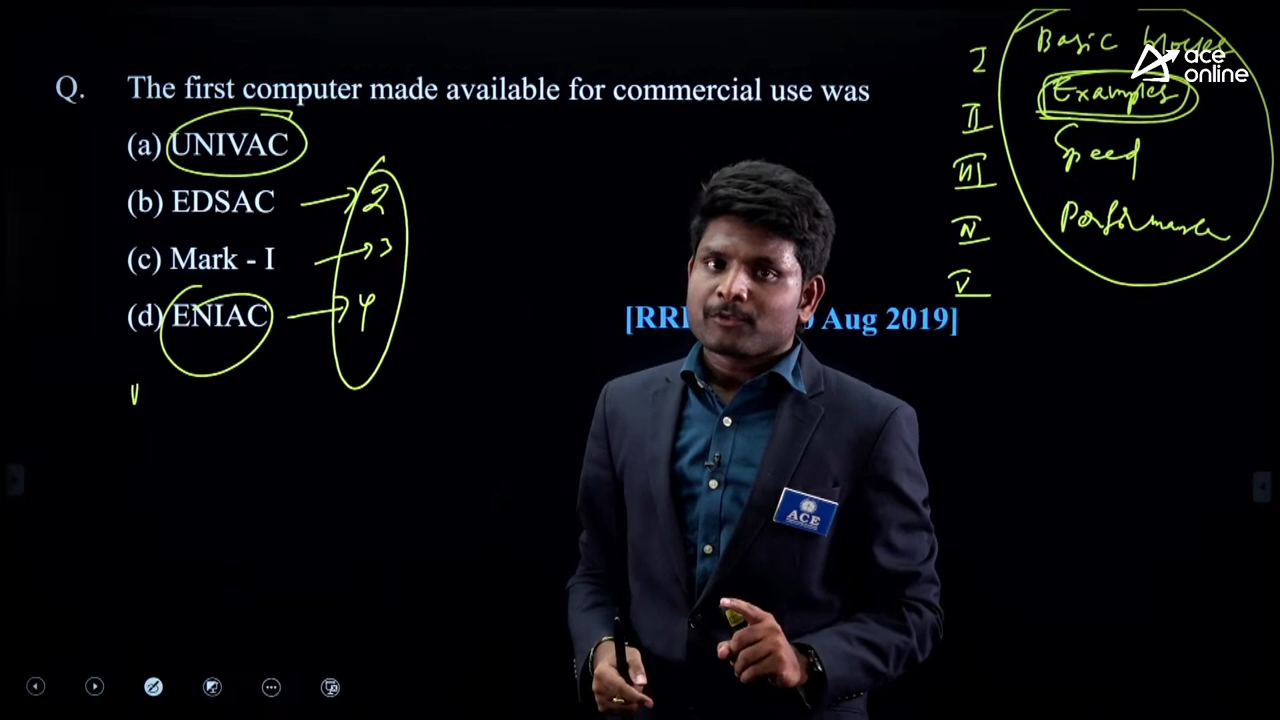 Q. The first computer made available for commercial use was
(a) UNIVAC
(b) EDSAC → 2
(c) Mark - I → 3
(d) ENIAC → 4
Aug 2019]
I Basic
II Examples
III Speed
IV Performance
V
ace online
ACE